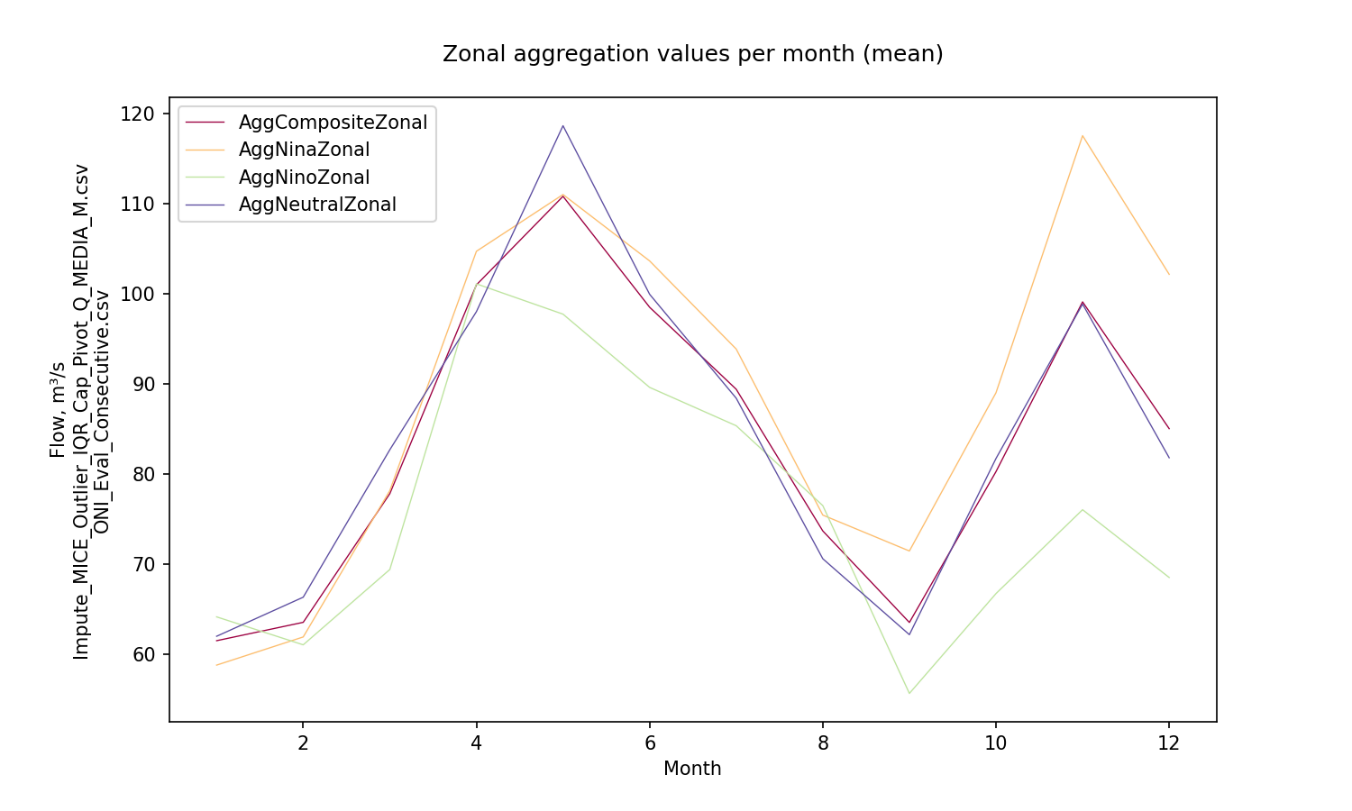 Zonal aggregation values per month (mean)
AggCompositeZonal
AggNinaZonal
AggNinoZonal
AggNeutralZonal
120
110
100
90
80
70
60
Flow, m³/s
Impute_MICE_Outlier_IQR_Cap_Pivot_Q_MEDIA_M.csv
ONI_Eval_Consecutive.csv
2 4 6 8 10 12
Month